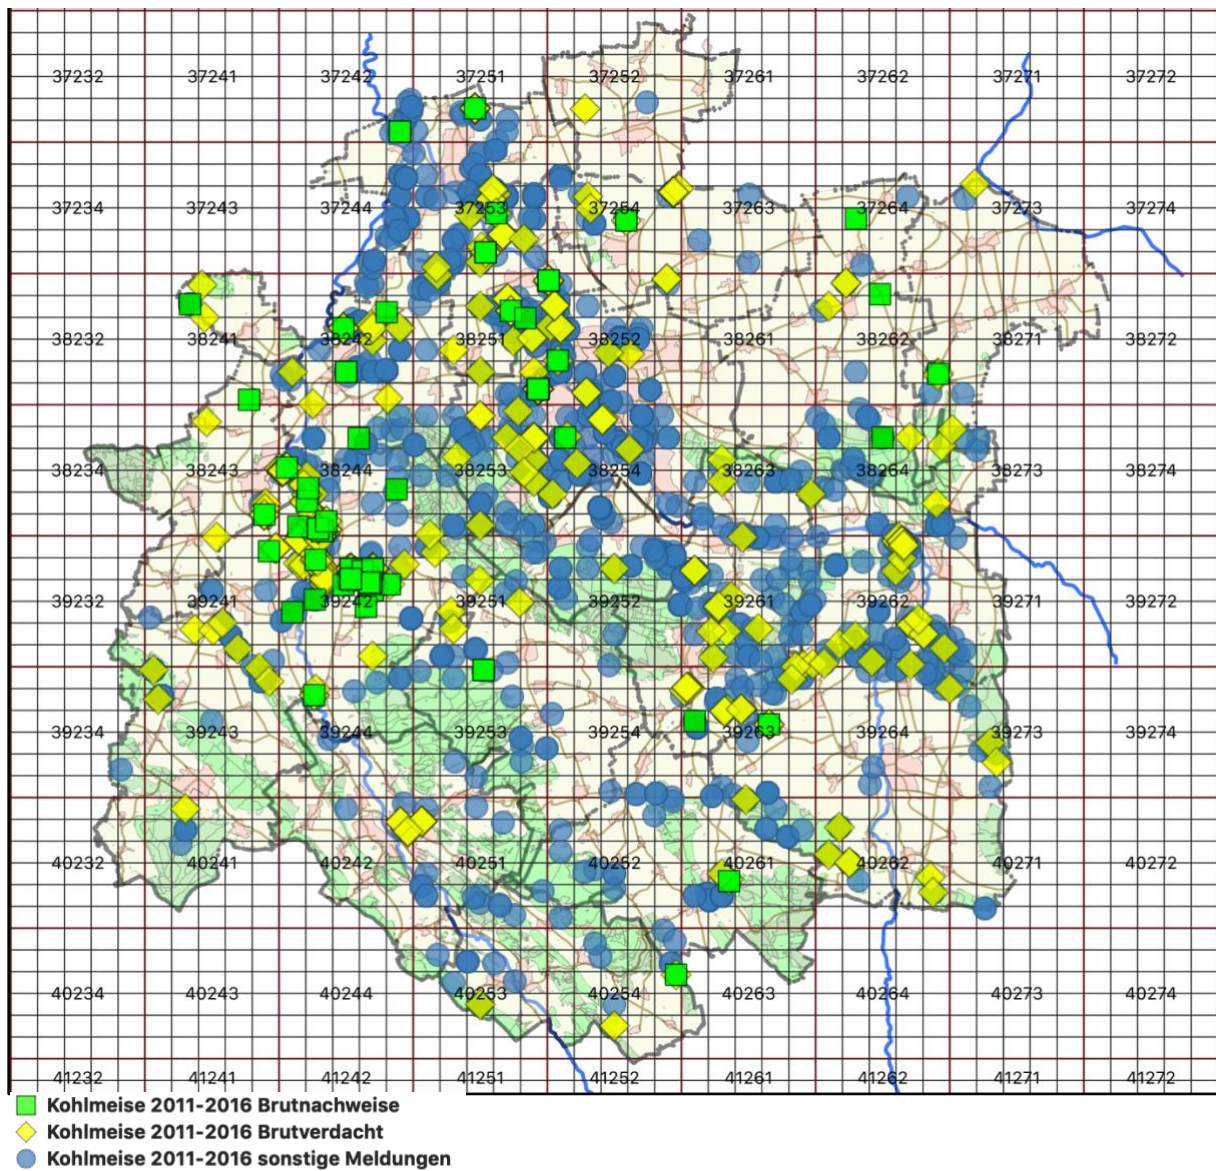 37232 37241 37242 37251 37252 37261 37262 37271 37272
37234 37243 37244 37253 37254 37263 37264 37273 37274
38232 38241 38242 38251 38252 38261 38262 38271 38272
38234 38243 38244 38253 38254 38263 38264 38273 38274
39232 39241 39242 39251 39252 39261 39262 39271 39272
39234 39243 39244 39253 39254 39263 39264 39273 39274
40232 40241 40242 40251 40252 40261 40262 40271 40272
40234 40243 40244 40253 40254 40263 40264 40273 40274
41232 41241 41242 41251 41252 41261 41262 41271 41272
Kohlmeise 2011-2016 Brutnachweise
Kohlmeise 2011-2016 Brutverdacht
Kohlmeise 2011-2016 sonstige Meldungen